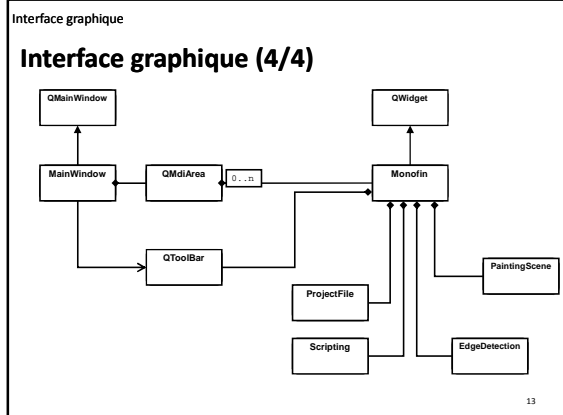 Interface graphique
Interface graphique (4/4)
QMainWindow
QWidget
MainWindow
QMdiArea
0..n
Monofin
QToolBar
PaintingScene
ProjectFile
Scripting
EdgeDetection
13